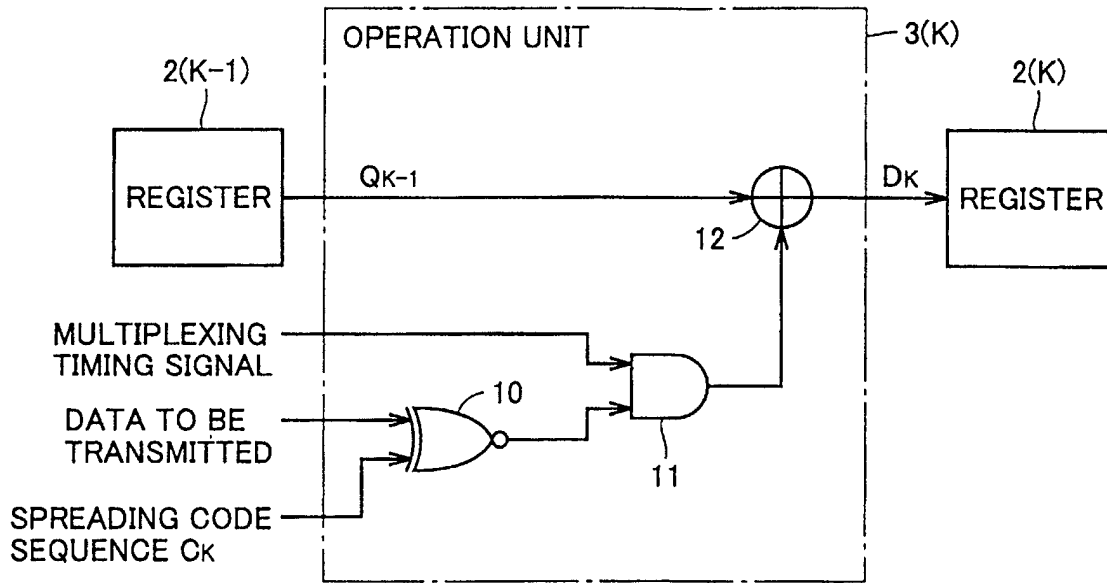 OPERATION UNIT
3(K)
2(K-1)
2(K)
REGISTER
QK-1
12
DK
REGISTER
MULTIPLEXING
TIMING SIGNAL
10
11
DATA TO BE
TRANSMITTED
SPREADING CODE
SEQUENCE CK